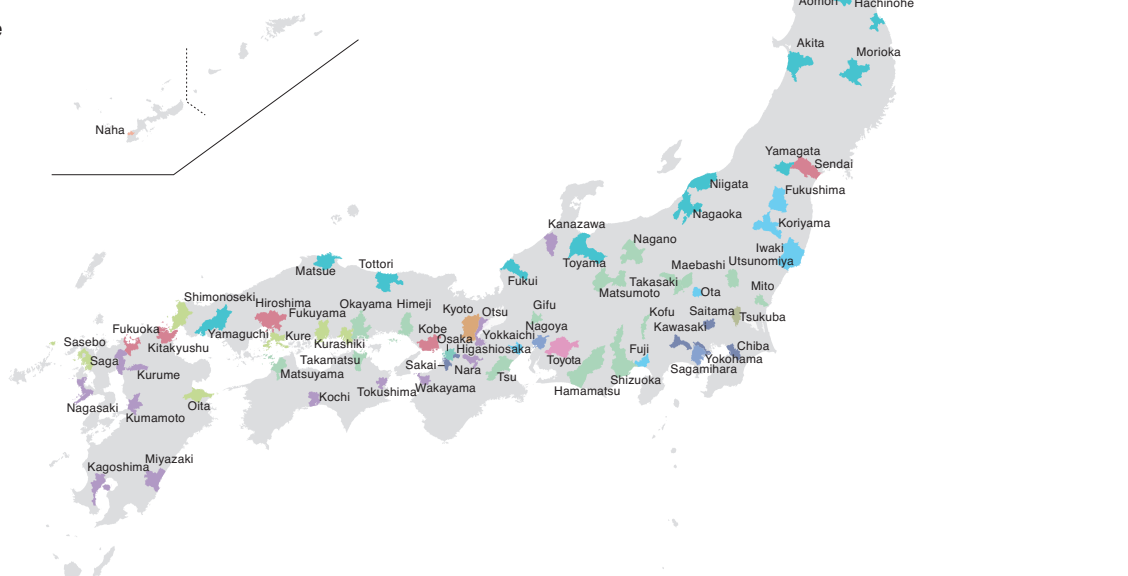 Aomori
Hachinohe
e
Akita
Morioka
Naha
Yamagata
Sendai
Niigata
Fukushima
Nagaoka
Kanazawa
Koriyama
Nagano
Iwaki
Toyama
Maebashi
Utsunomiya
Matsue
Tottori
Fukui
Takasaki
Mito
Matsumoto
Ota
Shimonoseki
Hiroshima
Okayama
Himeji
Kyoto
Otsu
Gifu
Fukuyama
Kofu
Saitama
Tsukuba
Fukuoka
Yamaguchi
Kure
Kobe
Nagoya
Kawasaki
Sasebo
Kitakyushu
Kurashiki
Osaka
Yokkaichi
Chiba
Saga
Takamatsu
Higashiosaka
Fuji
Yokohama
Toyota
Sakai
Nara
Sagamihara
Kurume
Matsuyama
Tsu
Shizuoka
Tokushima
Wakayama
Hamamatsu
Nagasaki
Oita
Kochi
Kumamoto
Miyazaki
Kagoshima